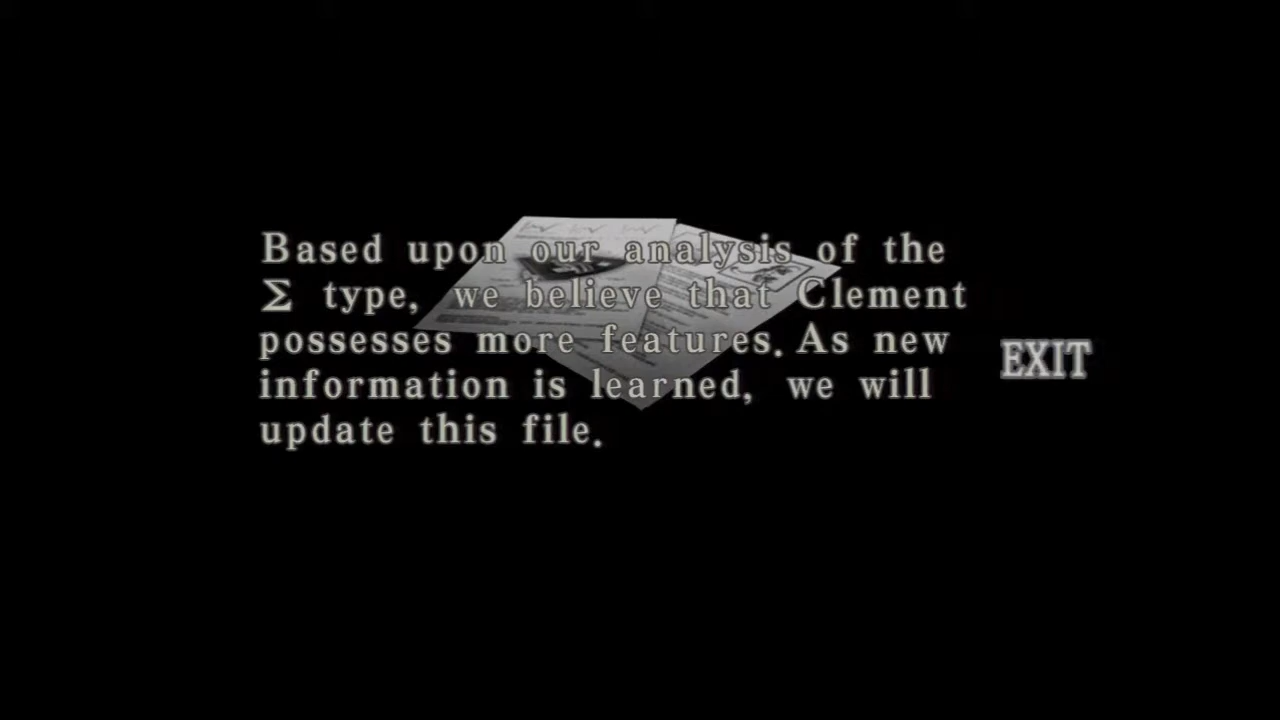 Based upon our analysis of the
Σ type, we believe that Clement
possesses more features. As new
information is learned, we will
update this file.
EXIT